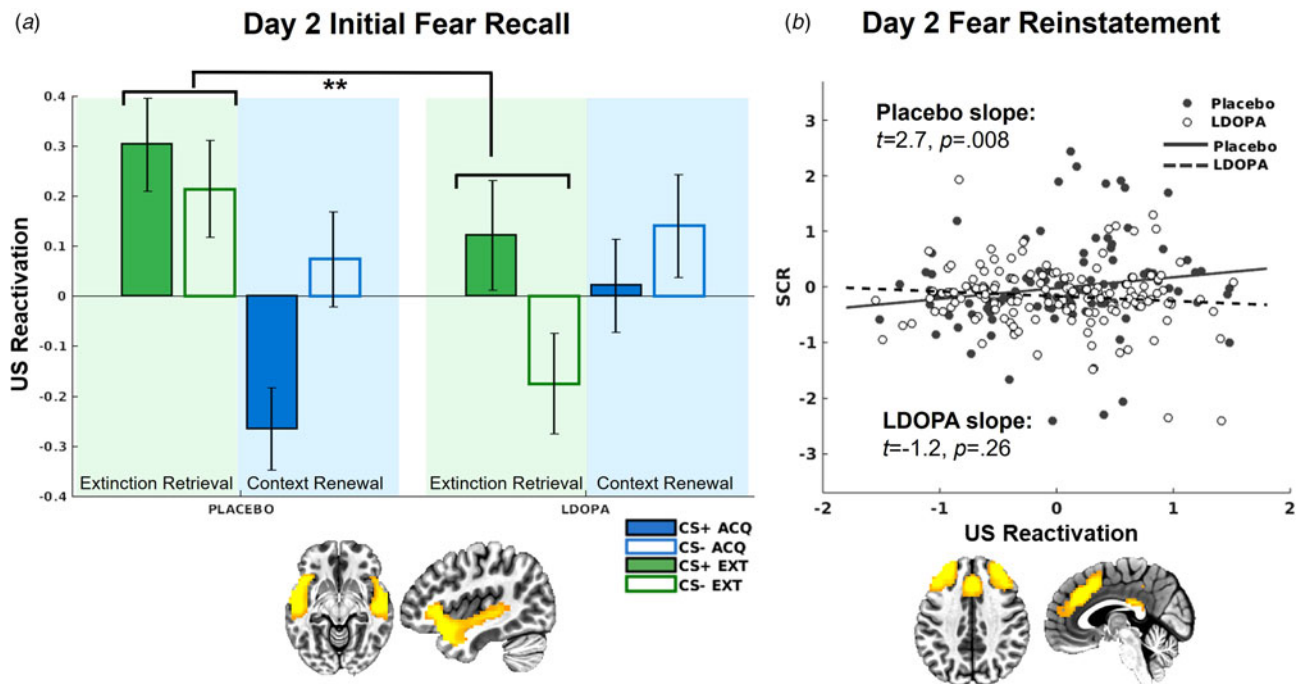 (a) Day 2 Initial Fear Recall
**
0.4
0.3
0.2
0.1
0
-0.1
-0.2
-0.3
-0.4
US Reactivation
Extinction Retrieval Context Renewal Extinction Retrieval Context Renewal
PLACEBO LDOPA
CS+ ACQ
CS- ACQ
CS+ EXT
CS- EXT
(b) Day 2 Fear Reinstatement
Placebo slope:
t=2.7, p=.008
Placebo
LDOPA
Placebo
LDOPA
3
2
1
0
-1
-2
-3
SCR
LDOPA slope:
t=-1.2, p=.26
-2 -1 0 1 2
US Reactivation